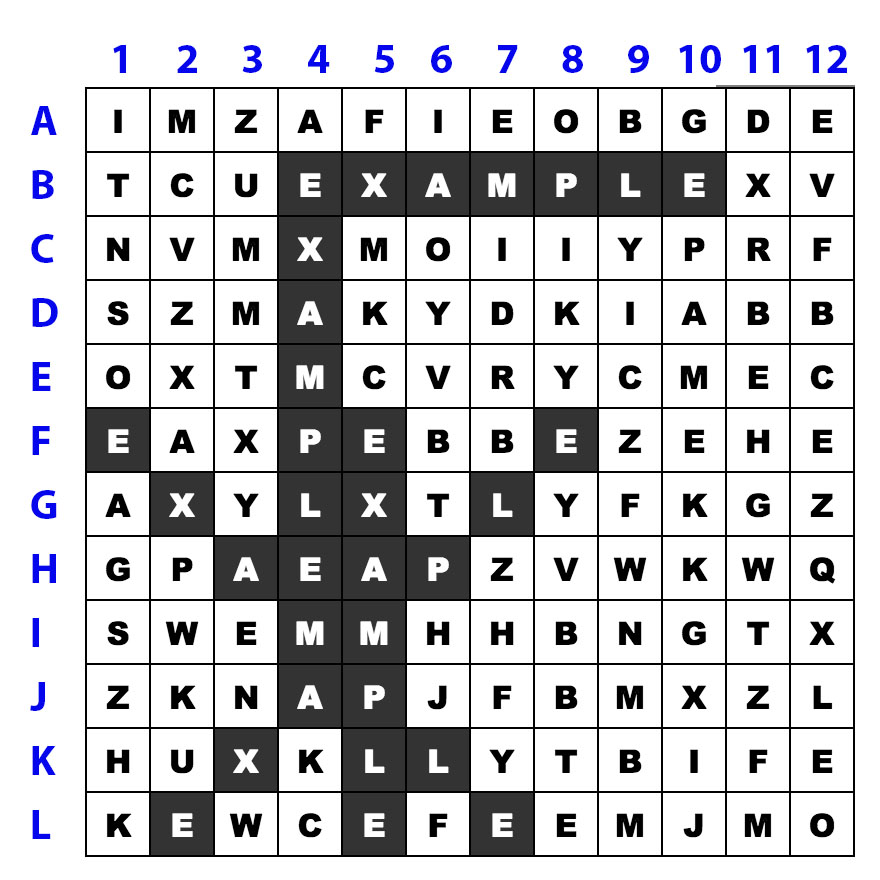 1 2 3 4 5 6 7 8 9 10 11 12
A I M Z A F I E O B G D E
B T C U E X A M P L E X V
C N V M X M O I I Y P R F
D S Z M A K Y D K I A B B
E O X T M C V R Y C M E C
F E A X P E B B E Z E H E
G A X Y L X T L Y F K G Z
H G P A E A P Z V W K W Q
I S W E M M H H B N G T X
J Z K N A P J F B M X Z L
K H U X K L L Y T B I F E
L K E W C E F E E M J M O